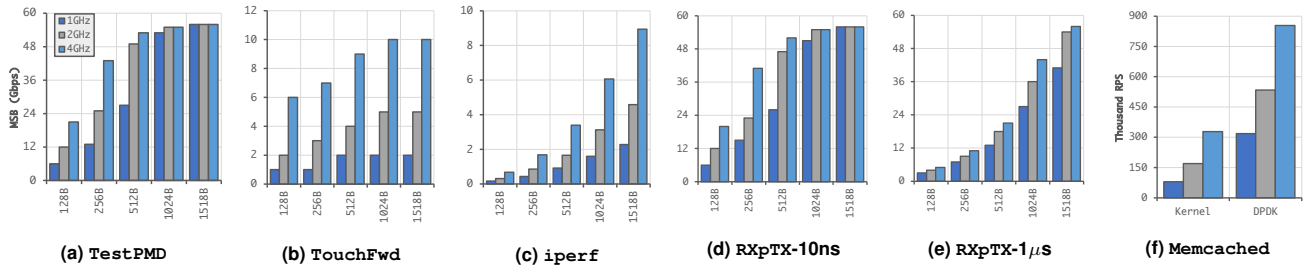 MSB (Gbps)
60
48
36
24
12
0
1GHz
2GHz
4GHz
128B
256B
512B
1024B
1518B
(a) TestPMD
12
10
8
6
4
2
0
128B
256B
512B
1024B
1518B
(b) TouchFwd
10
8
6
4
2
0
128B
256B
512B
1024B
1518B
(c) iperf
60
48
36
24
12
0
128B
256B
512B
1024B
1518B
(d) RXpTX-10ns
60
48
36
24
12
0
128B
256B
512B
1024B
1518B
(e) RXpTX-1μs
Thousand RPS
900
750
600
450
300
150
0
Kernel
DPDK
(f) Memcached